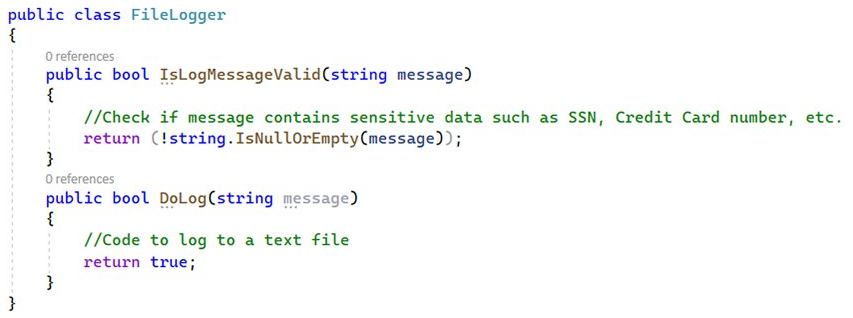 public class FileLogger
{
0 references
public bool IsLogMessageValid(string message)
{
//Check if message contains sensitive data such as SSN, Credit Card number, etc.
return (!string.IsNullOrEmpty(message));
}
0 references
public bool DoLog(string message)
{
//Code to log to a text file
return true;
}
}